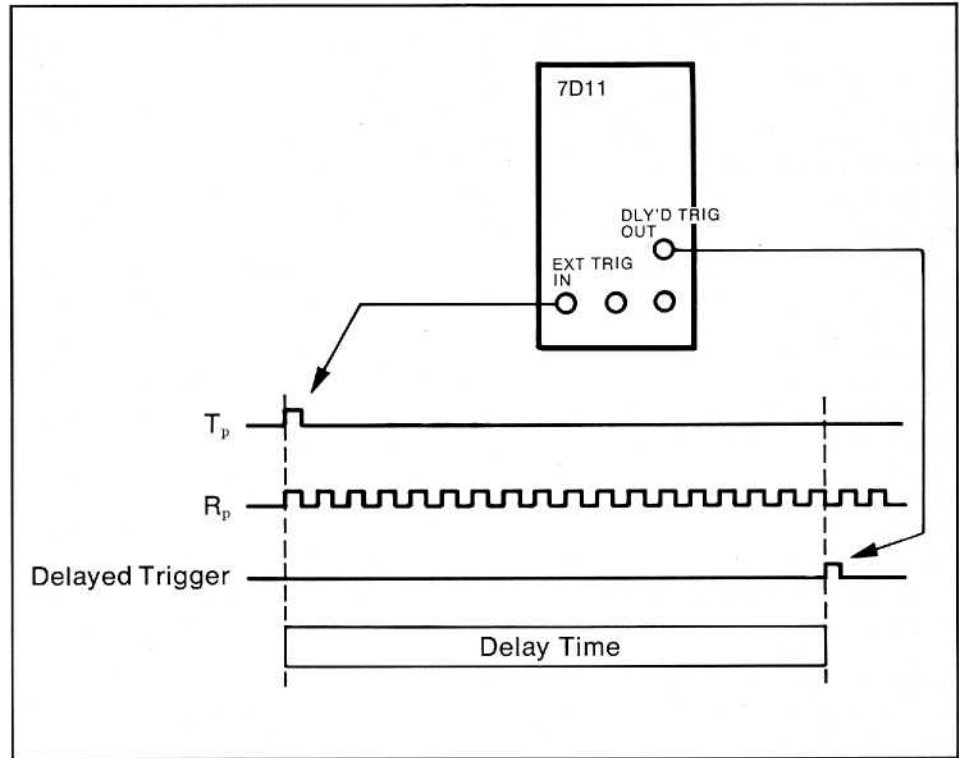 7D11
DLY'D TRIG
OUT
EXT TRIG
IN
Tp
Rp
Delayed Trigger
Delay Time